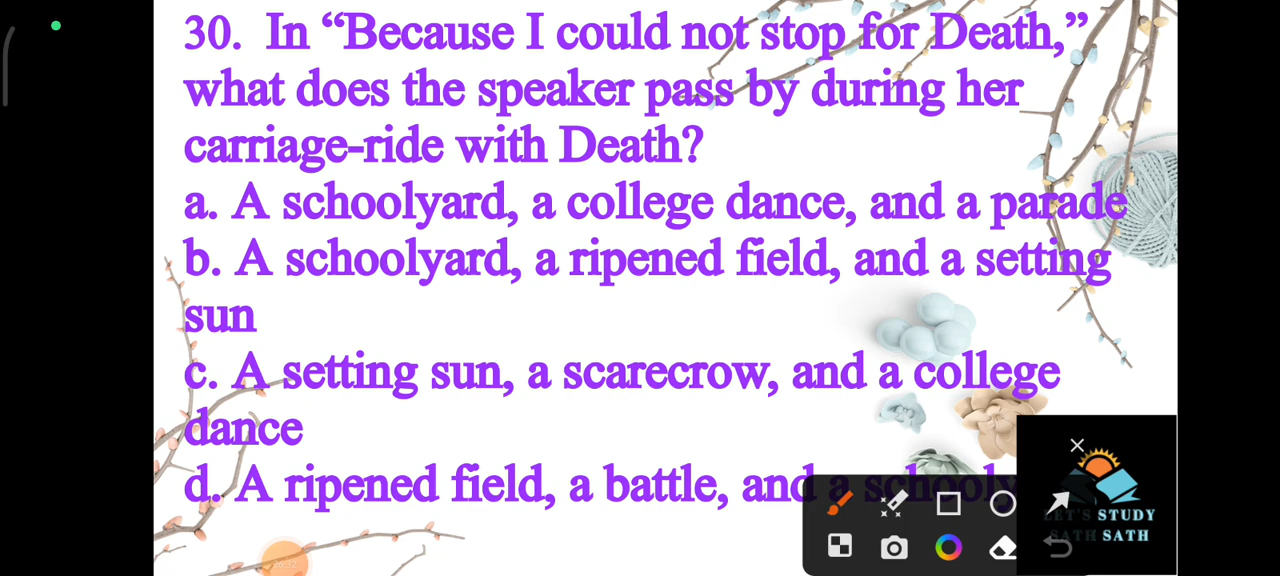 30. In “Because I could not stop for Death,”
what does the speaker pass by during her
carriage-ride with Death?
a. A schoolyard, a college dance, and a parade
b. A schoolyard, a ripened field, and a setting
sun
c. A setting sun, a scarecrow, and a college
dance
d. A ripened field, a battle, and a
LET'S STUDY
SATH SATH